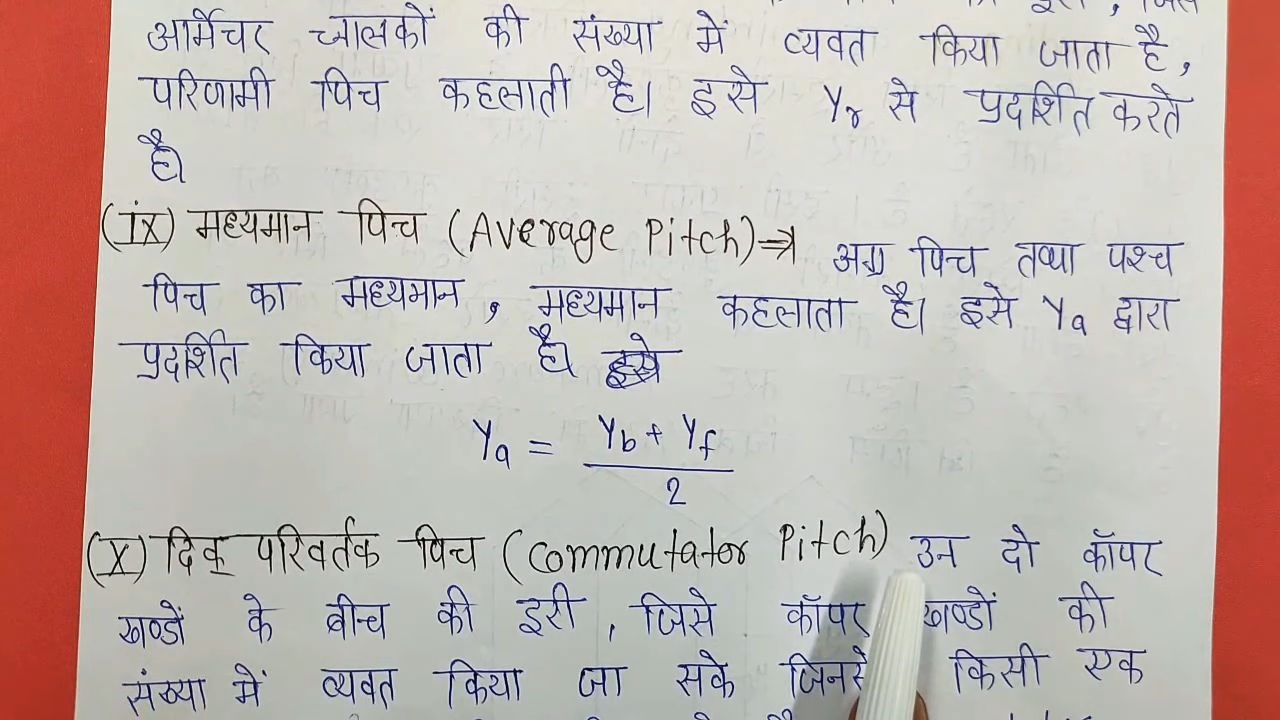 आर्मेचर चालकों की संख्या में व्यक्त किया जाता है,
परिणामी पिच कहलाती है। इसे Yr से प्रदर्शित करते
है।
(ix) मध्यमान पिच (Average Pitch)⇒ अग्र पिच तथा पश्च
पिच का मध्यमान, मध्यमान कहलाता है। इसे Ya द्वारा
प्रदर्शित किया जाता है।
Ya = Yb + Yf
2
(X) दिक् परिवर्तक पिच (Commutator Pitch) उन दो कॉपर
खण्डों के बीच की दूरी, जिसे कॉपर खण्डों की
संख्या में व्यक्त किया जा सके जिनसे किसी एक